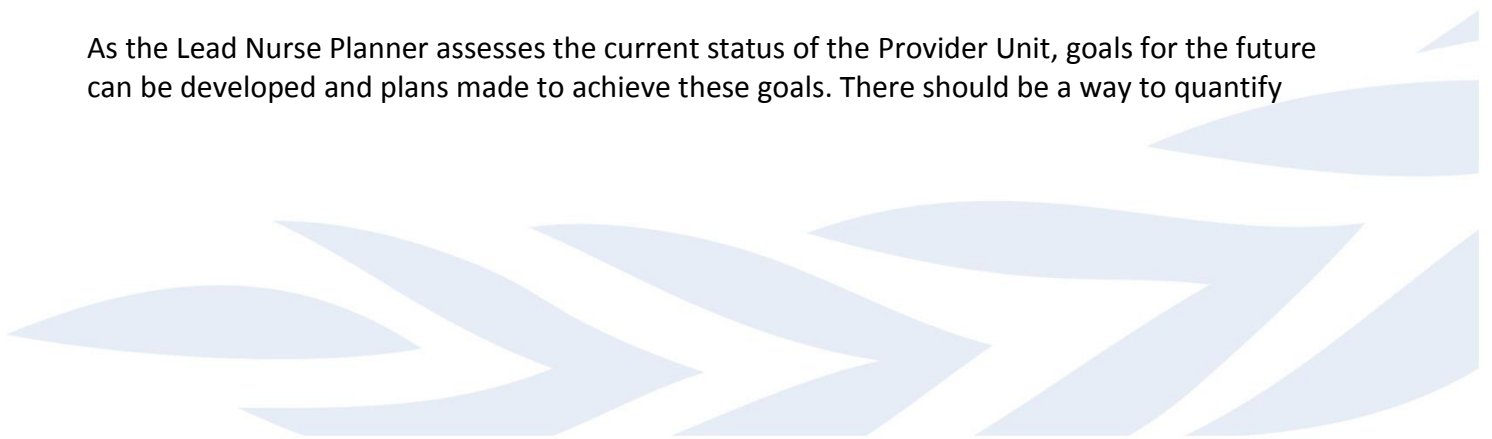 As the Lead Nurse Planner assesses the current status of the Provider Unit, goals for the future
can be developed and plans made to achieve these goals. There should be a way to quantify